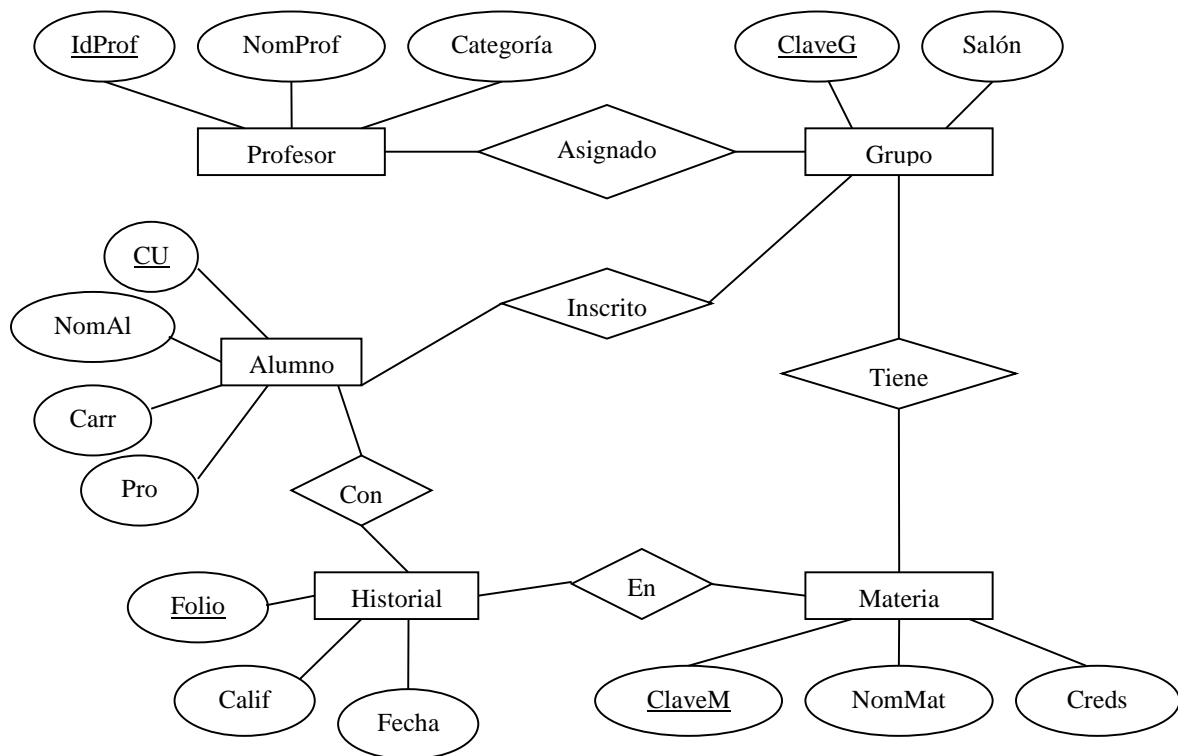 IdProf
NomProf
Categoría
ClaveG
Salón
Profesor
Asignado
Grupo
CU
NomAl
Inscrito
Alumno
Tiene
Carr
Pro
Con
Folio
Historial
En
Materia
Calif
Fecha
ClaveM
NomMat
Creds